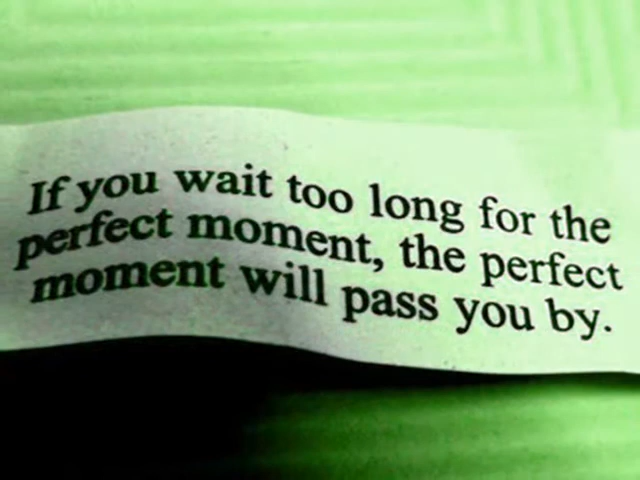 If you wait too long for the
perfect moment, the perfect
moment will pass you by.